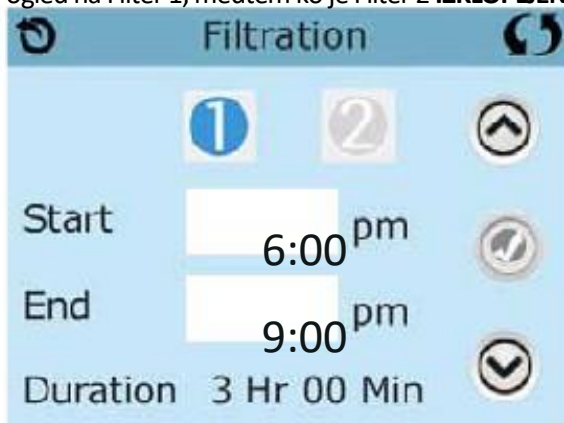 ogled na Filter 1, medtem ko je Filter 2
Filtration
1 2
Start 6:00 pm
End 9:00 pm
Duration 3 Hr 00 Min